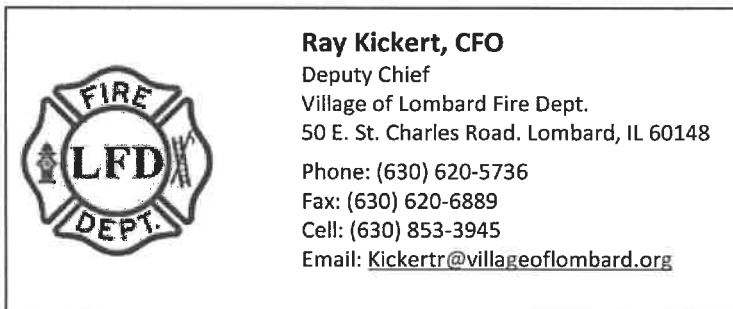 FIRE
LFD
DEPT.
Ray Kickert, CFO
Deputy Chief
Village of Lombard Fire Dept.
50 E. St. Charles Road. Lombard, IL 60148
Phone: (630) 620-5736
Fax: (630) 620-6889
Cell: (630) 853-3945
Email: Kickertr@villageoflombard.org